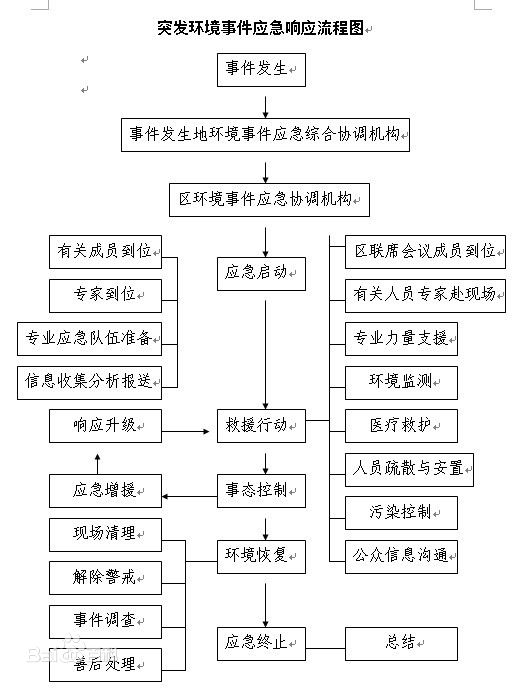 突发环境事件应急响应流程图
事件发生
事件发生地环境事件应急综合协调机构
区环境事件应急协调机构
有关成员到位
应急启动
区联席会议成员到位
专家到位
有关人员专家赴现场
专业应急队伍准备
专业力量支援
信息收集分析报送
环境监测
响应升级
救援行动
医疗救护
人员疏散与安置
应急增援
事态控制
污染控制
现场清理
环境恢复
公众信息沟通
解除警戒
事件调查
应急终止
总结
善后处理